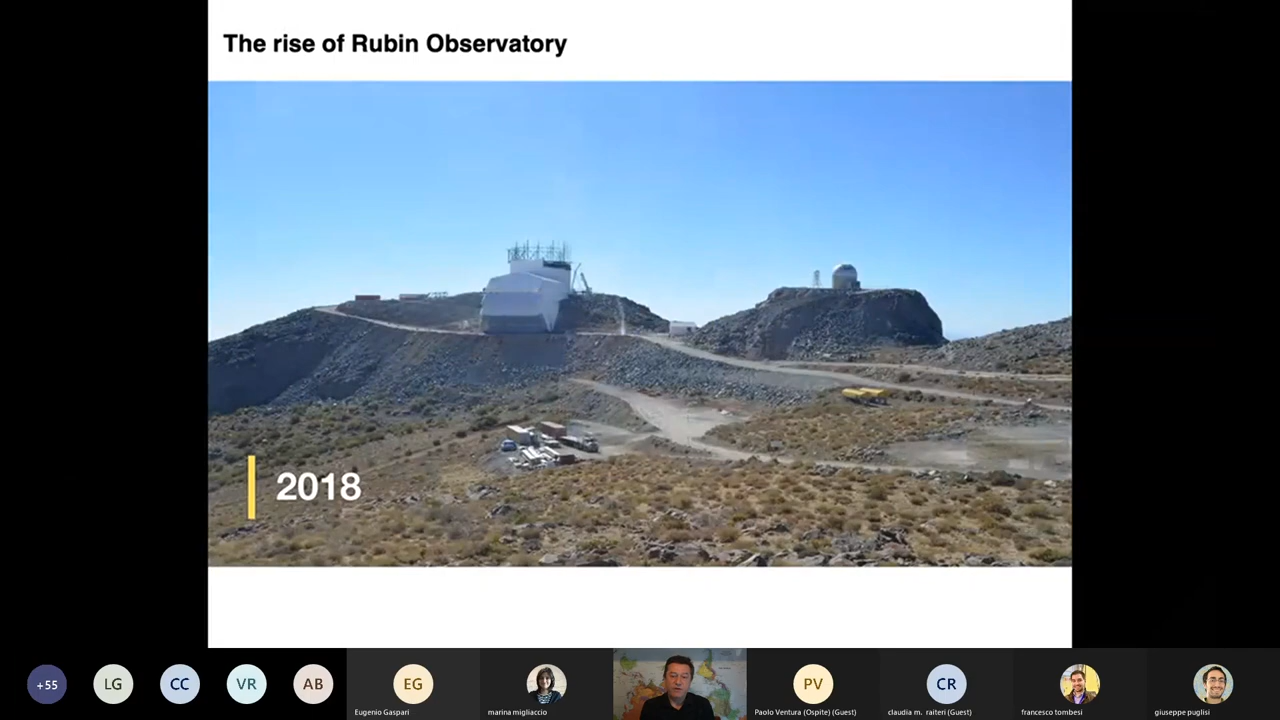 The rise of Rubin Observatory
2018
+55
LG
CC
VR
AB
EG
PV
CR
Eugenio Gaspari
marina migliaccio
Paolo Ventura (Ospite) (Guest)
claudia m. raiteri (Guest)
francesco tombesi
giuseppe puglisi